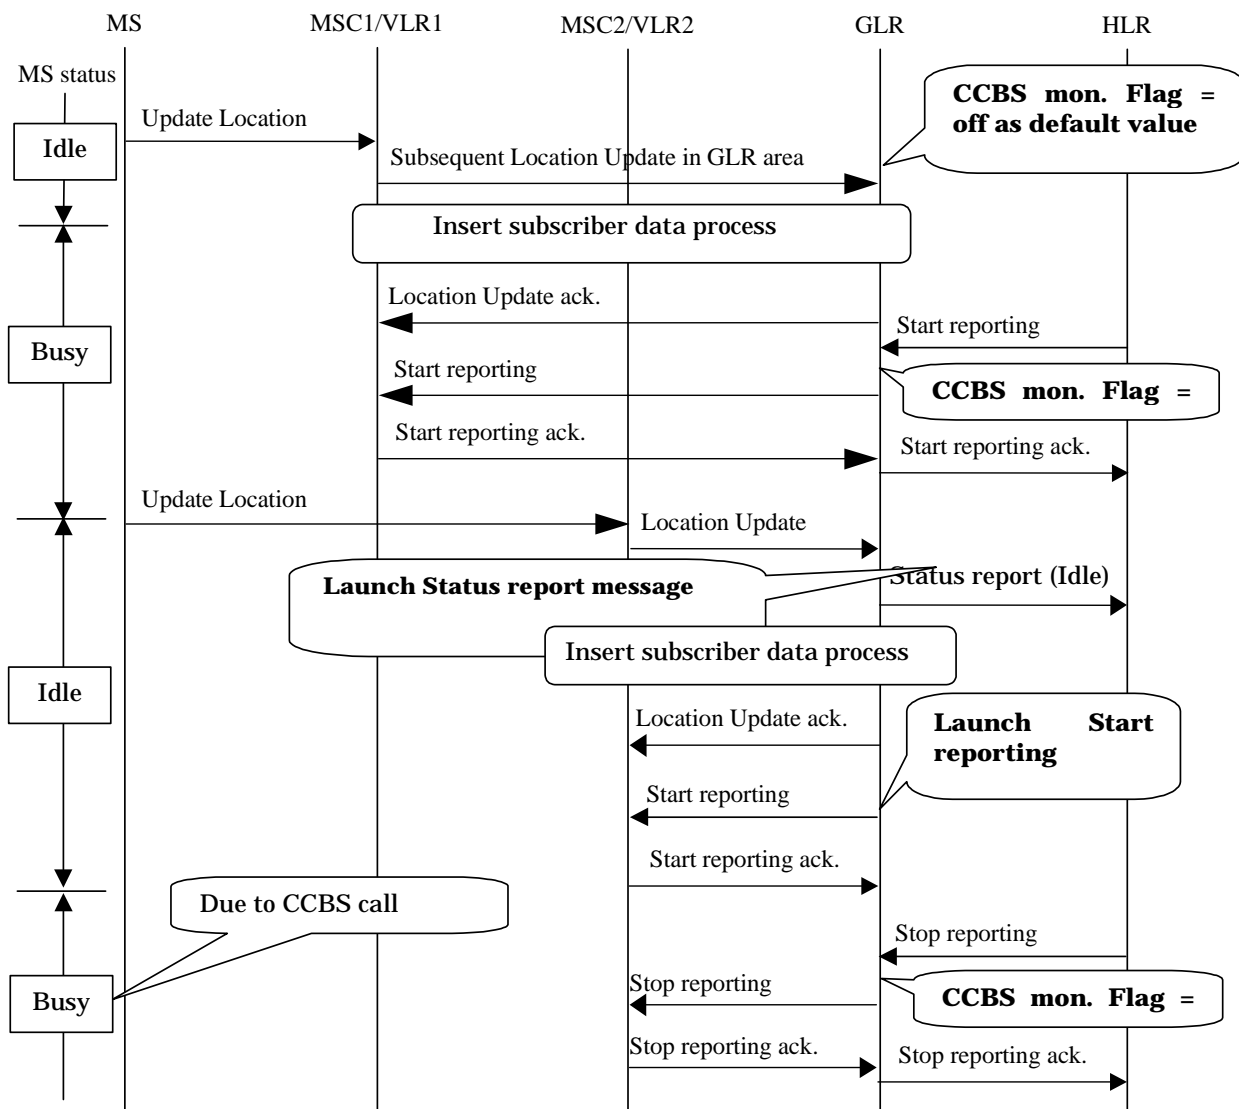 MS
MSC1/VLR1
MSC2/VLR2
GLR
HLR
MS status
CCBS mon. Flag =
off as default value
Update Location
Idle
Subsequent Location Update in GLR area
Insert subscriber data process
Location Update ack.
Start reporting
Busy
Start reporting
CCBS mon. Flag =
Start reporting ack.
Start reporting ack.
Update Location
Location Update
Launch Status report message
Status report (Idle)
Insert subscriber data process
Idle
Location Update ack.
Launch Start
reporting
Start reporting
Start reporting ack.
Due to CCBS call
Stop reporting
Stop reporting
Busy
CCBS mon. Flag =
Stop reporting ack.
Stop reporting ack.